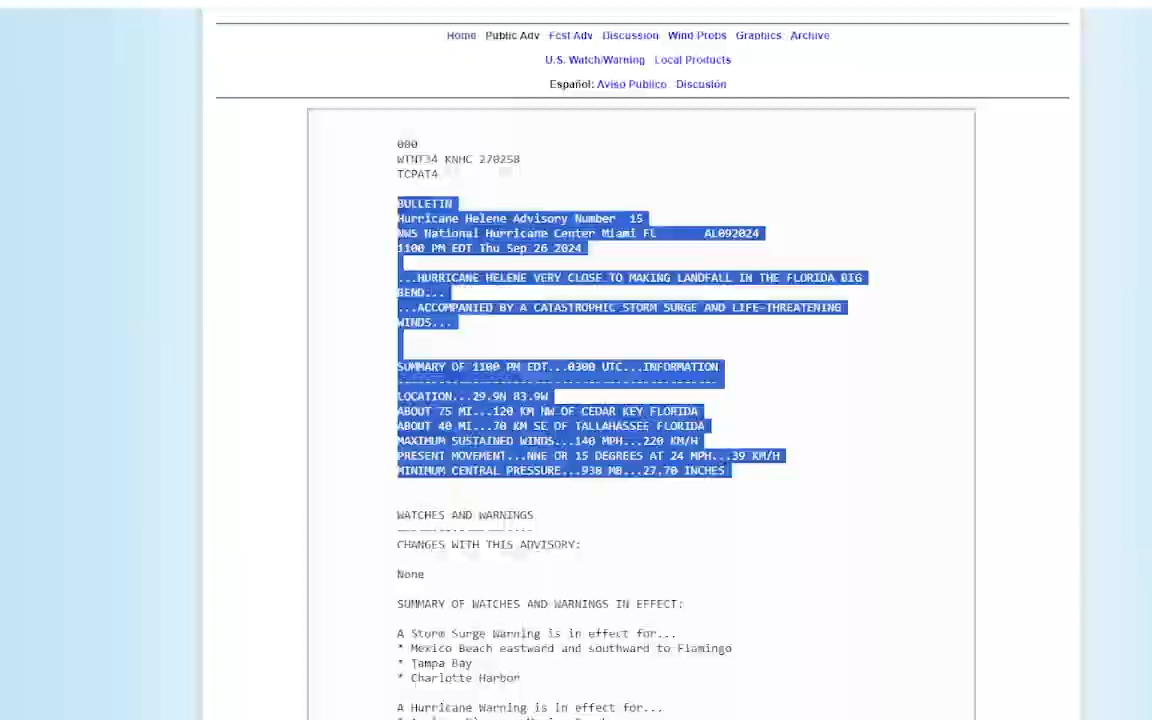 Home Public Adv Fcst Adv Discussion Wind Probs Graphics Archive
U.S. Watch/Warning Local Products
Español: Aviso Publico Discusión
000
WTNT34 KNHC 270258
TCPAT4
BULLETIN
Hurricane Helene Advisory Number 15
NWS National Hurricane Center Miami FL AL092024
1100 PM EDT Thu Sep 26 2024
...HURRICANE HELENE VERY CLOSE TO MAKING LANDFALL IN THE FLORIDA BIG
BEND...
...ACCOMPANIED BY A CATASTROPHIC STORM SURGE AND LIFE-THREATENING
WINDS...
SUMMARY OF 1100 PM EDT...0300 UTC...INFORMATION
----------------------------------------------
LOCATION...29.9N 83.9W
ABOUT 75 MI...120 KM NW OF CEDAR KEY FLORIDA
ABOUT 40 MI...70 KM SE OF TALLAHASSEE FLORIDA
MAXIMUM SUSTAINED WINDS...140 MPH...220 KM/H
PRESENT MOVEMENT...NNE OR 15 DEGREES AT 24 MPH...39 KM/H
MINIMUM CENTRAL PRESSURE...938 MB...27.70 INCHES
WATCHES AND WARNINGS
--------------------
CHANGES WITH THIS ADVISORY:
None
SUMMARY OF WATCHES AND WARNINGS IN EFFECT:
A Storm Surge Warning is in effect for...
* Mexico Beach eastward and southward to Flamingo
* Tampa Bay
* Charlotte Harbor
A Hurricane Warning is in effect for...